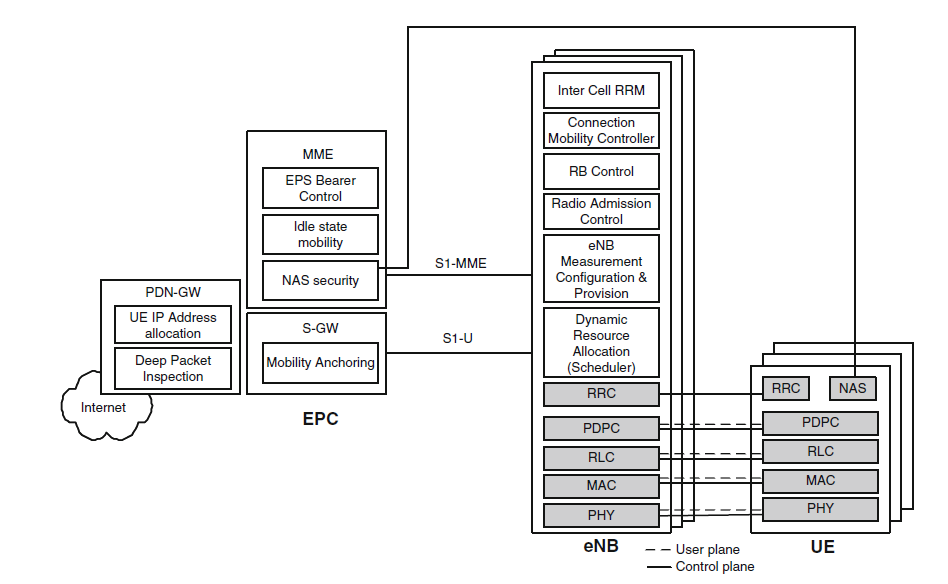 Inter Cell RRM
Connection
Mobility Controller
RB Control
Radio Admission
Control
eNB
Measurement
Configuration &
Provision
Dynamic
Resource
Allocation
(Scheduler)
RRC
PDPC
RLC
MAC
PHY
eNB
MME
EPS Bearer
Control
Idle state
mobility
NAS security
S-GW
Mobility Anchoring
EPC
PDN-GW
UE IP Address
allocation
Deep Packet
Inspection
Internet
S1-MME
S1-U
RRC
NAS
PDPC
RLC
MAC
PHY
UE
User plane
Control plane